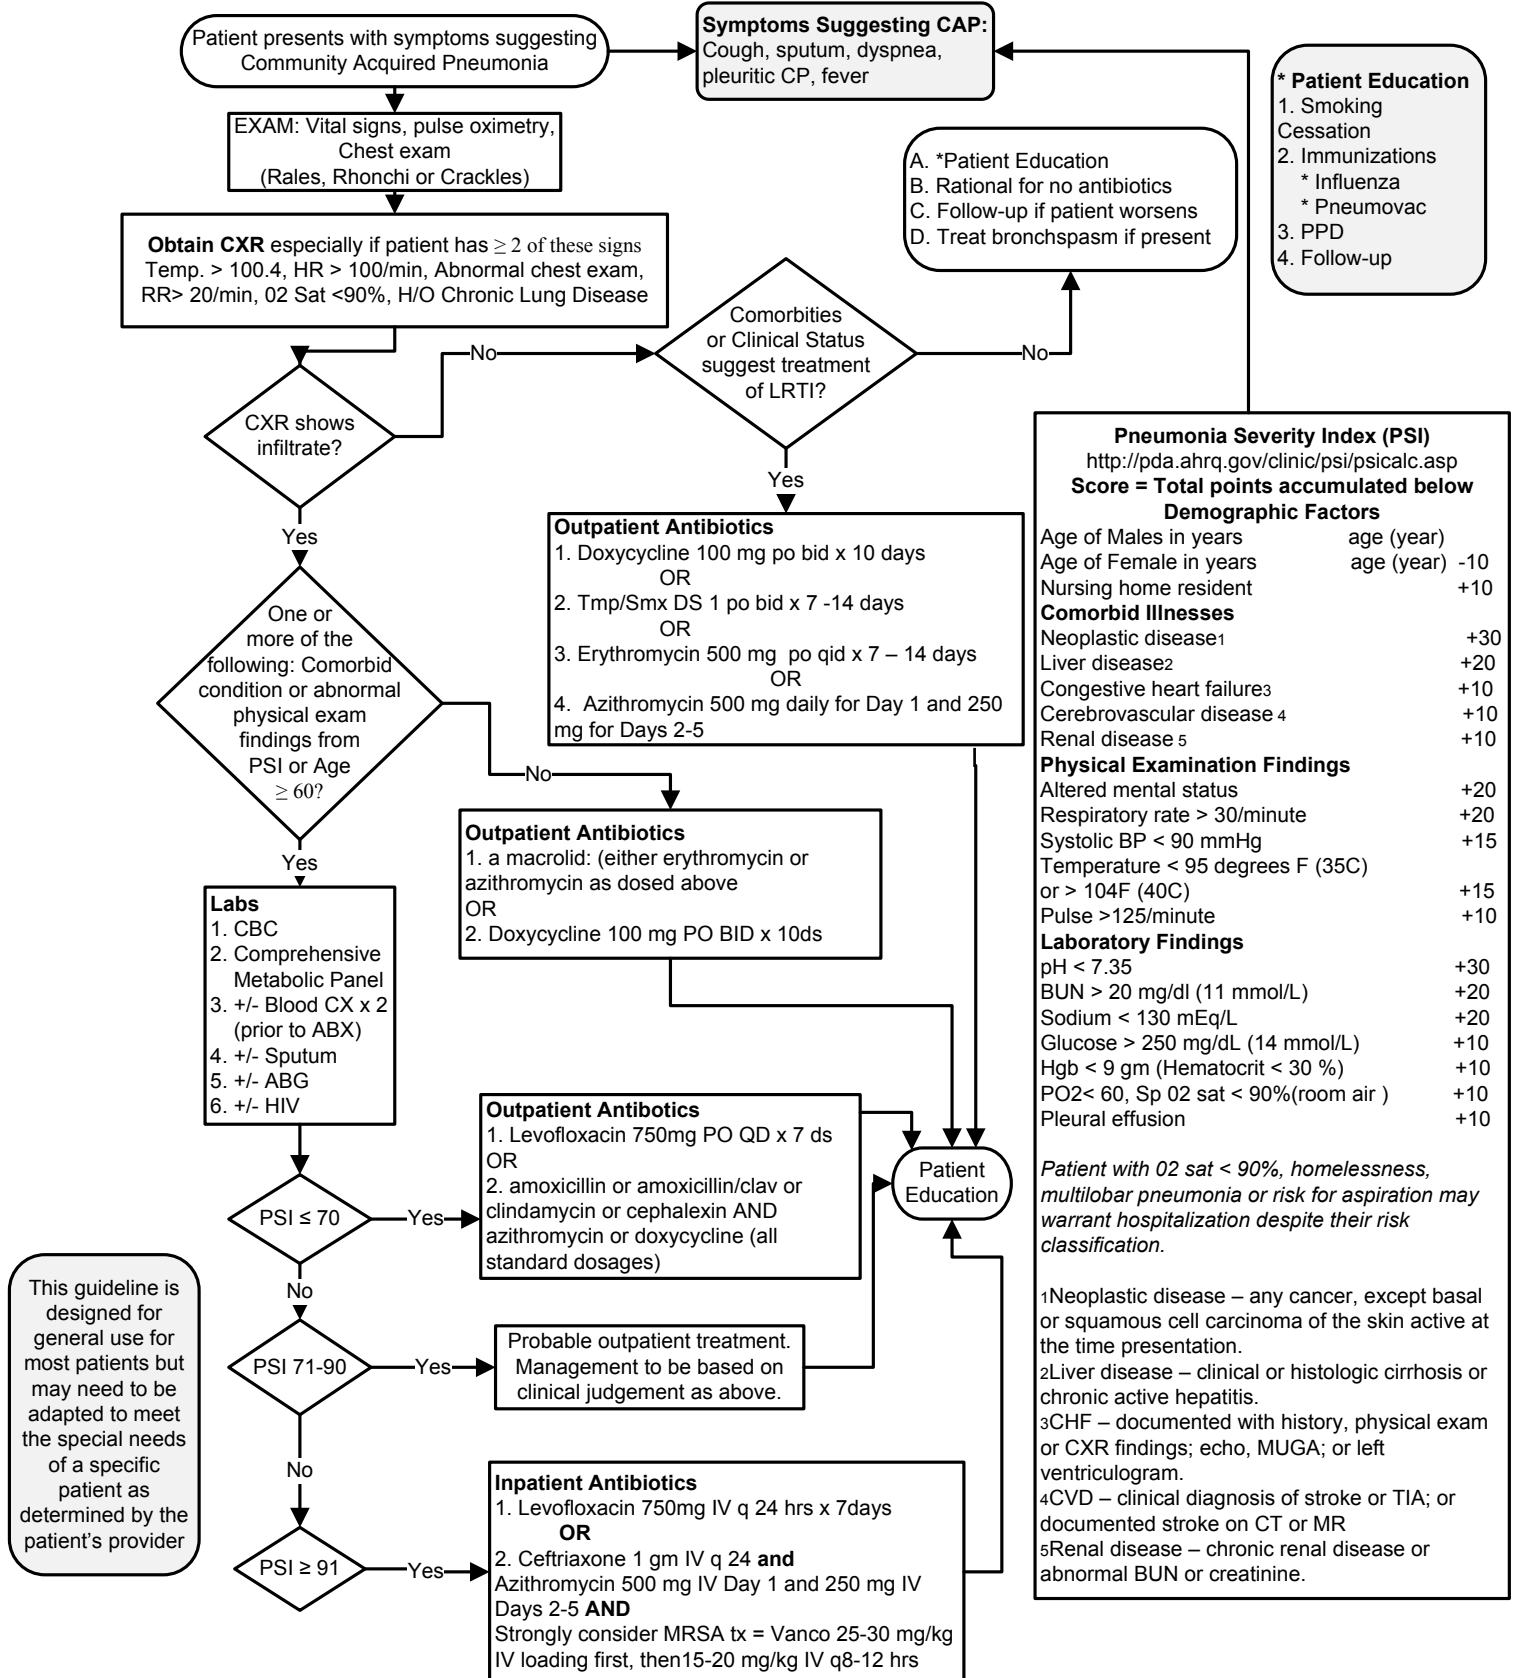 Patient presents with symptoms suggesting
Community Acquired Pneumonia
Symptoms Suggesting CAP:
Cough, sputum, dyspnea,
pleuritic CP, fever
* Patient Education
1. Smoking
Cessation
2. Immunizations
* Influenza
* Pneumovac
3. PPD
4. Follow-up
EXAM: Vital signs, pulse oximetry,
Chest exam
(Rales, Rhonchi or Crackles)
A. *Patient Education
B. Rational for no antibiotics
C. Follow-up if patient worsens
D. Treat bronchspasm if present
Obtain CXR especially if patient has ≥ 2 of these signs
Temp. > 100.4, HR > 100/min, Abnormal chest exam,
RR> 20/min, 02 Sat <90%, H/O Chronic Lung Disease
Comorbities
or Clinical Status
suggest treatment
of LRTI?
No
No
CXR shows
infiltrate?
Yes
Yes
Outpatient Antibiotics
1. Doxycycline 100 mg po bid x 10 days
OR
2. Tmp/Smx DS 1 po bid x 7 -14 days
OR
3. Erythromycin 500 mg  po qid x 7 – 14 days
OR
4.  Azithromycin 500 mg daily for Day 1 and 250
mg for Days 2-5
One or
more of the
following: Comorbid
condition or abnormal
physical exam
findings from
PSI or Age
≥ 60?
No
Yes
Outpatient Antibiotics
1. a macrolid: (either erythromycin or
azithromycin as dosed above
OR
2. Doxycycline 100 mg PO BID x 10ds
Labs
1. CBC
2. Comprehensive
Metabolic Panel
3. +/- Blood CX x 2
(prior to ABX)
4. +/- Sputum
5. +/- ABG
6. +/- HIV
Outpatient Antibotics
1. Levofloxacin 750mg PO QD x 7 ds
OR
2. amoxicillin or amoxicillin/clav or
clindamycin or cephalexin AND
azithromycin or doxycycline (all
standard dosages)
Patient
Education
PSI ≤ 70
Yes
No
PSI 71-90
Yes
Probable outpatient treatment.
Management to be based on
clinical judgement as above.
No
PSI ≥ 91
Yes
Inpatient Antibiotics
1. Levofloxacin 750mg IV q 24 hrs x 7days
OR
2. Ceftriaxone 1 gm IV q 24 and
Azithromycin 500 mg IV Day 1 and 250 mg IV
Days 2-5 AND
Strongly consider MRSA tx = Vanco 25-30 mg/kg
IV loading first, then15-20 mg/kg IV q8-12 hrs
This guideline is
designed for
general use for
most patients but
may need to be
adapted to meet
the special needs
of a specific
patient as
determined by the
patient's provider
Pneumonia Severity Index (PSI)
http://pda.ahrq.gov/clinic/psi/psicalc.asp
Score = Total points accumulated below
Demographic Factors
Age of Males in years age (year)
Age of Female in years age (year) -10
Nursing home resident +10
Comorbid Illnesses
Neoplastic disease1 +30
Liver disease2 +20
Congestive heart failure3 +10
Cerebrovascular disease 4 +10
Renal disease 5 +10
Physical Examination Findings
Altered mental status +20
Respiratory rate > 30/minute +20
Systolic BP < 90 mmHg +15
Temperature < 95 degrees F (35C)
or > 104F (40C) +15
Pulse >125/minute +10
Laboratory Findings
pH < 7.35 +30
BUN > 20 mg/dl (11 mmol/L) +20
Sodium < 130 mEq/L +20
Glucose > 250 mg/dL (14 mmol/L) +10
Hgb < 9 gm (Hematocrit < 30 %) +10
PO2< 60, Sp 02 sat < 90%(room air ) +10
Pleural effusion +10
Patient with 02 sat < 90%, homelessness,
multilobar pneumonia or risk for aspiration may
warrant hospitalization despite their risk
classification.
1Neoplastic disease – any cancer, except basal
or squamous cell carcinoma of the skin active at
the time presentation.
2Liver disease – clinical or histologic cirrhosis or
chronic active hepatitis.
3CHF – documented with history, physical exam
or CXR findings; echo, MUGA; or left
ventriculogram.
4CVD – clinical diagnosis of stroke or TIA; or
documented stroke on CT or MR
5Renal disease – chronic renal disease or
abnormal BUN or creatinine.